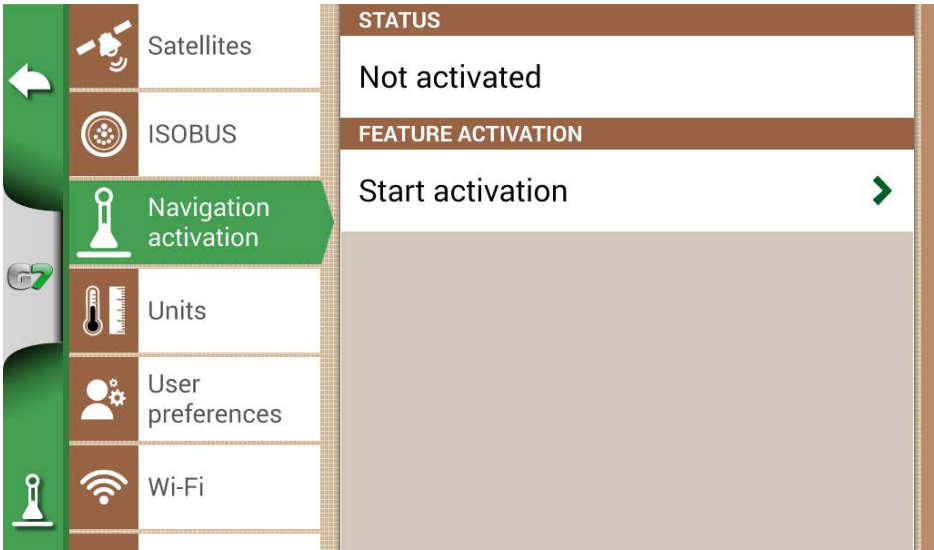 Satellites
ISOBUS
Navigation
activation
Units
User
preferences
Wi-Fi
G7
STATUS
Not activated
FEATURE ACTIVATION
Start activation